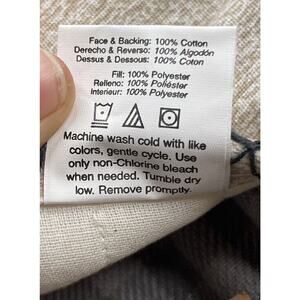 Face & Backing: 100% Cotton
Derecho & Reverso: 100% Algodón
Dessus & Dessous: 100% Coton
Fill: 100% Polyester
Relleno: 100% Poliéster
Interieur: 100% Polyester
Machine wash cold with like
colors, gentle cycle. Use
only non-Chlorine bleach
when needed. Tumble dry
low. Remove promptly.